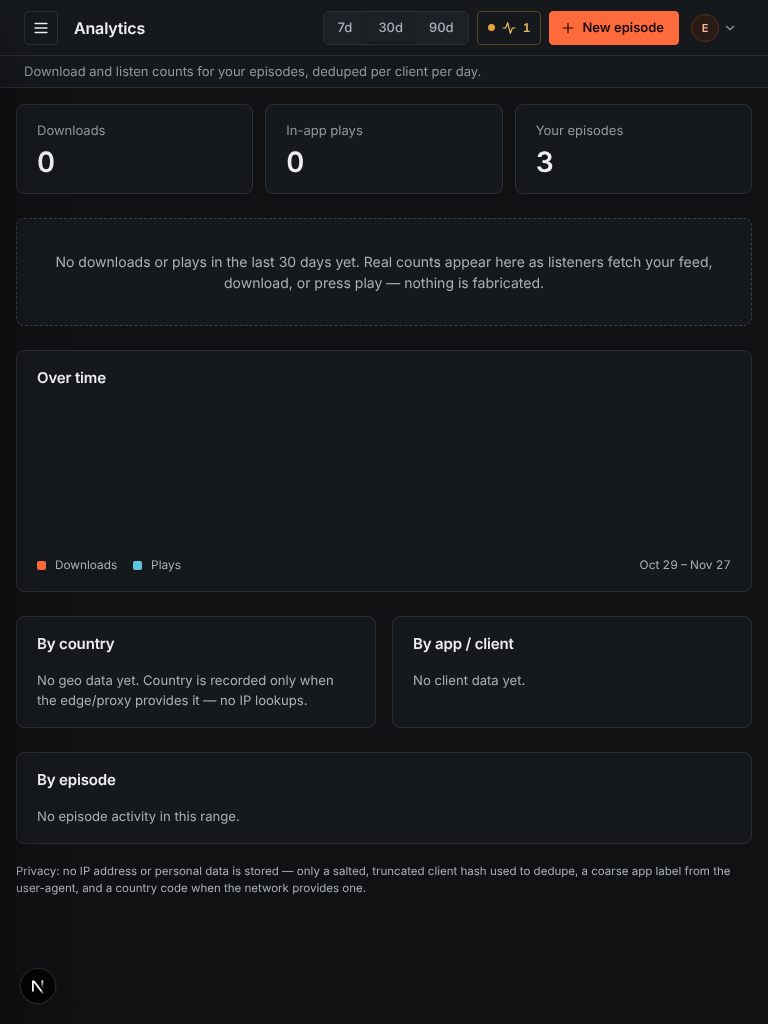 Analytics
7d 30d 90d
1
New episode
E
Download and listen counts for your episodes, deduped per client per day.
Downloads
0
In-app plays
0
Your episodes
3
No downloads or plays in the last 30 days yet. Real counts appear here as listeners fetch your feed,
download, or press play — nothing is fabricated.
Over time
Downloads
Plays
Oct 29 – Nov 27
By country
No geo data yet. Country is recorded only when
the edge/proxy provides it — no IP lookups.
By app / client
No client data yet.
By episode
No episode activity in this range.
Privacy: no IP address or personal data is stored — only a salted, truncated client hash used to dedupe, a coarse app label from the
user-agent, and a country code when the network provides one.
N